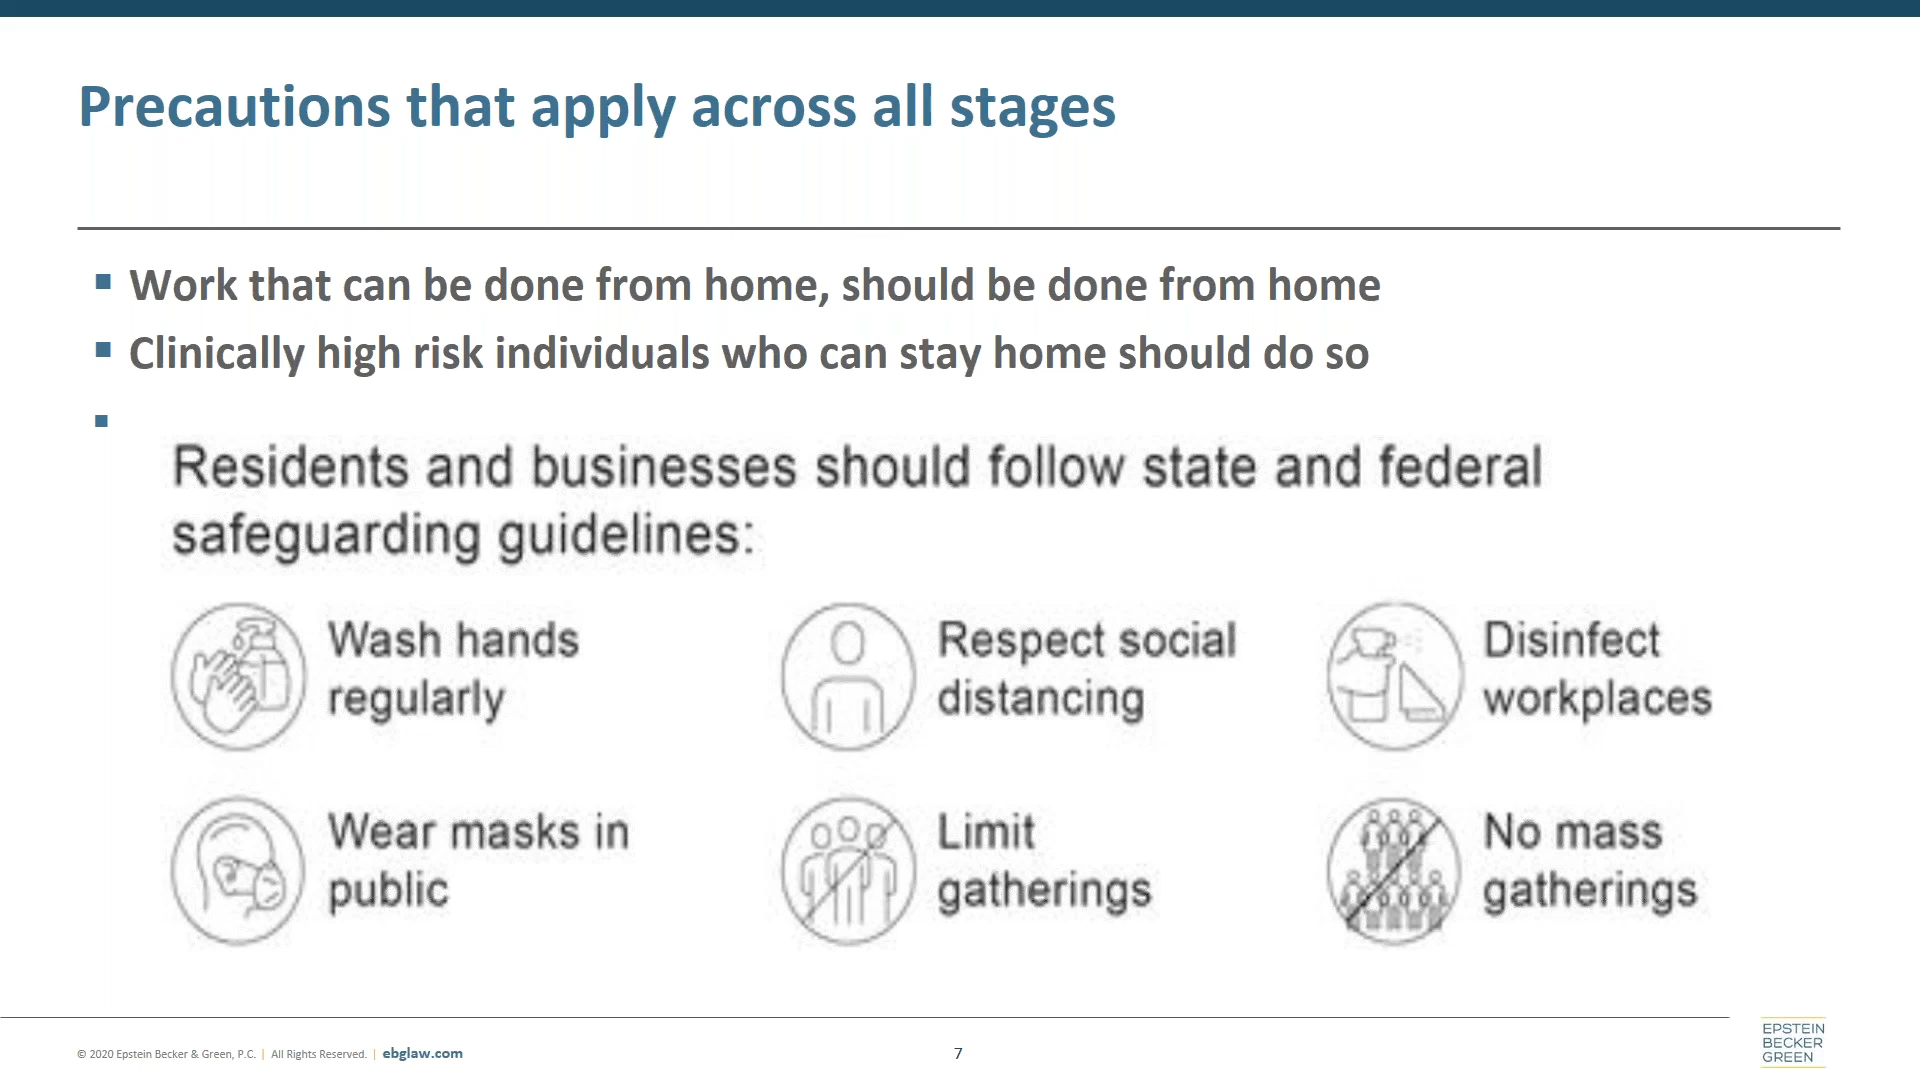 Precautions that apply across all stages
▪ Work that can be done from home, should be done from home
▪ Clinically high risk individuals who can stay home should do so
▪
Residents and businesses should follow state and federal
safeguarding guidelines:
Wash hands
regularly
Respect social
distancing
Disinfect
workplaces
Wear masks in
public
Limit
gatherings
No mass
gatherings
© 2020 Epstein Becker & Green, P.C. | All Rights Reserved. | ebglaw.com
7
EPSTEIN
BECKER
GREEN